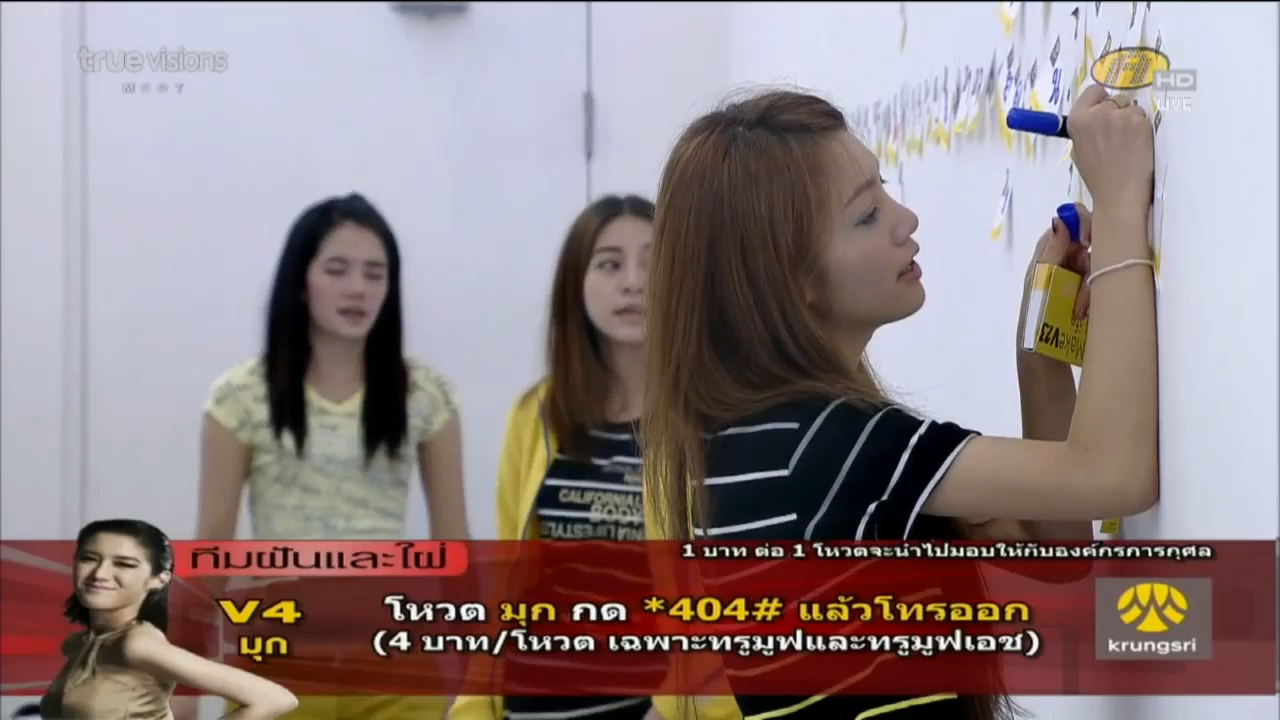 true visions
MCOT
HD
LIVE
MakeV23
CALIFORNIA L
BODY
NIA LIFESTYLE
ทีมฝันและใฝ่
1 บาท ต่อ 1 โหวตจะนำไปมอบให้กับองค์กรการกุศล
V4
มุก
โหวต มุก กด *404# แล้วโทรออก
(4 บาท/โหวต เฉพาะทรูมูฟและทรูมูฟเอช)
krungsri